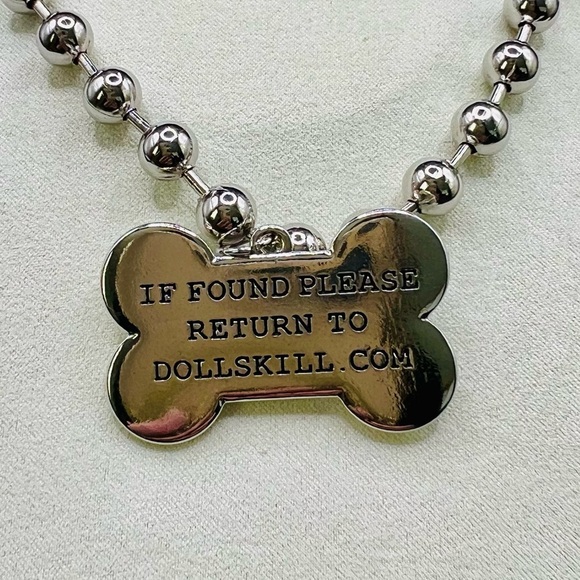 IF FOUND PLEASE
RETURN TO
DOLLSKILL.COM